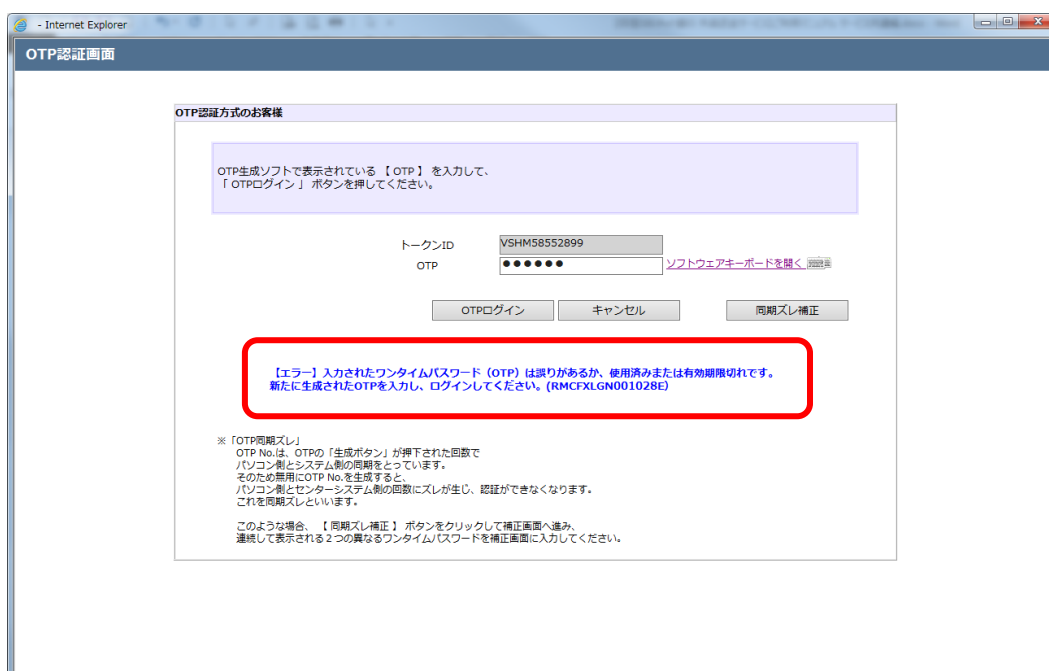 - Internet Explorer
OTP認証画面
OTP認証方式のお客様
OTP生成ソフトで表示されている 【 OTP 】 を入力して、
「 OTPログイン 」 ボタンを押してください。
トークンID VSHM58552899
OTP ●●●●●● ソフトウェアキーボードを開く
OTPログイン キャンセル 同期ズレ補正
【エラー】入力されたワンタイムパスワード（OTP）は誤りがあるか、使用済みまたは有効期限切れです。
新たに生成されたOTPを入力し、ログインしてください。(RMCFXLGN001028E)
※「OTP同期ズレ」
OTP No.は、OTPの「生成ボタン」が押下された回数で
パソコン側とシステム側の同期をとっています。
そのため無用にOTP No.を生成すると、
パソコン側とセンターシステム側の回数にズレが生じ、認証ができなくなります。
これを同期ズレといいます。
このような場合、 【 同期ズレ補正 】 ボタンをクリックして補正画面へ進み、
連続して表示される２つの異なるワンタイムパスワードを補正画面に入力してください。